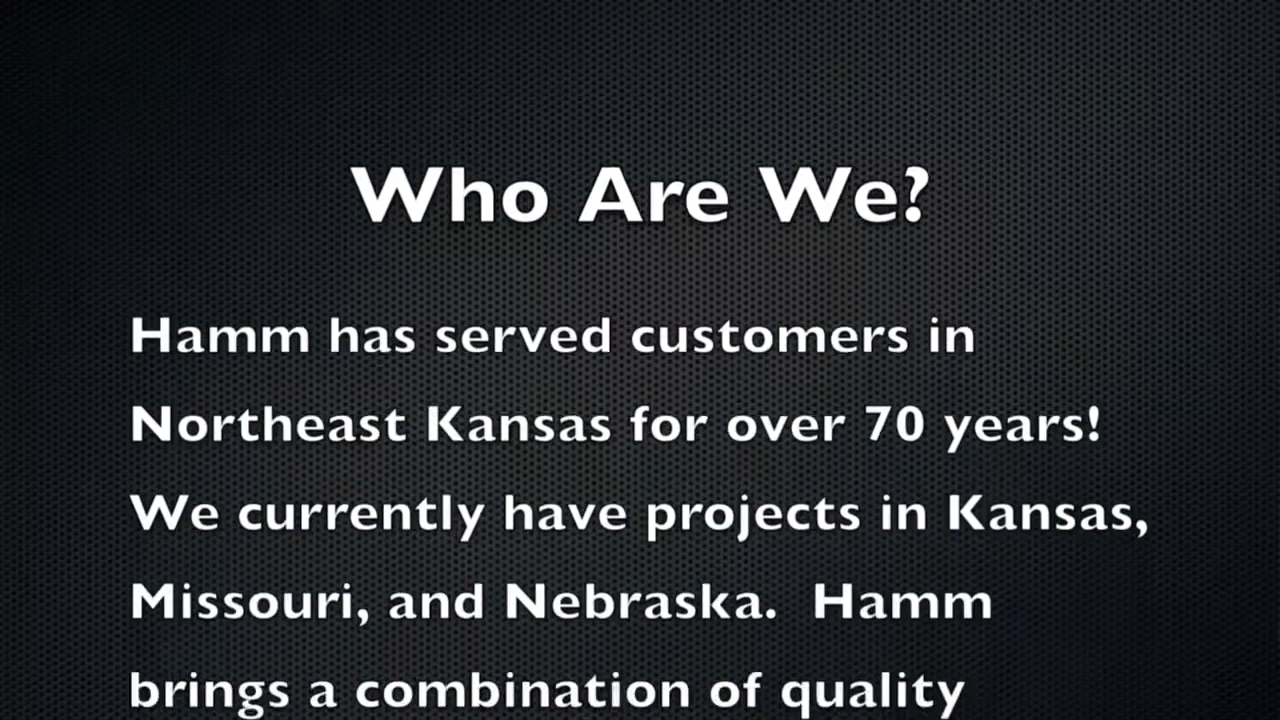 Who Are We?
Hamm has served customers in
Northeast Kansas for over 70 years!
We currently have projects in Kansas,
Missouri, and Nebraska.  Hamm
brings a combination of quality